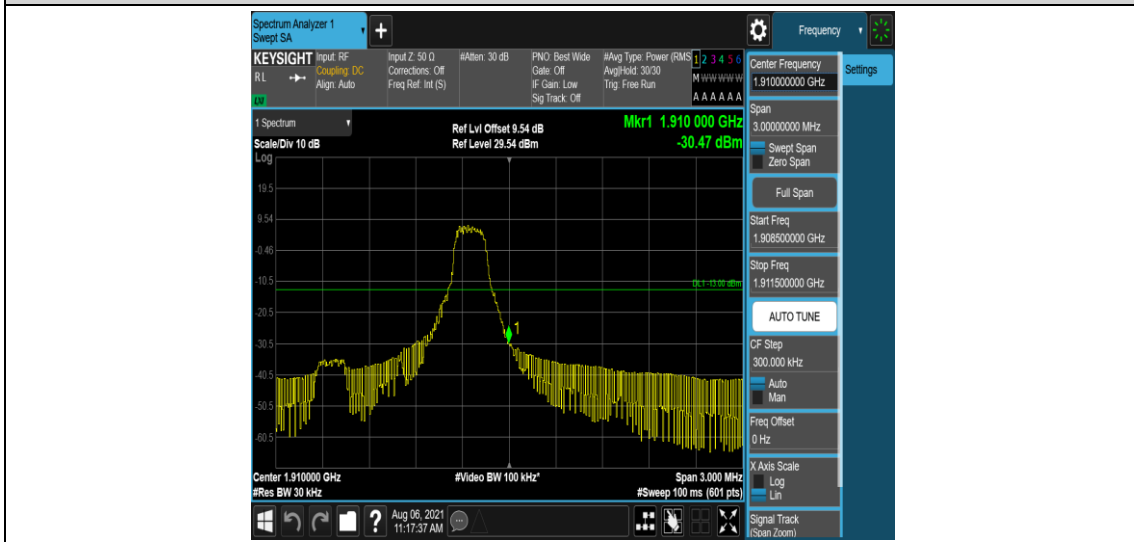 Spectrum Analyzer 1
Swept SA
+
Frequency
KEYSIGHT
RL
LXI
Input: RF
Coupling: DC
Align: Auto
Input Z: 50 Ω
Corrections: Off
Freq Ref: Int (S)
#Atten: 30 dB
PNO: Best Wide
Gate: Off
IF Gain: Low
Sig Track: Off
#Avg Type: Power (RMS
Avg|Hold: 30/30
Trig: Free Run
1 2 3 4 5 6
M W W W W W
A A A A A A
1 Spectrum
Scale/Div 10 dB
Log
Ref Lvl Offset 9.54 dB
Ref Level 29.54 dBm
Mkr1 1.910 000 GHz
-30.47 dBm
19.5
9.54
-0.46
-10.5
-20.5
-30.5
-40.5
-50.5
-60.5
DL1 -13.00 dBm
1
Center 1.910000 GHz
#Video BW 100 kHz*
Span 3.000 MHz
#Res BW 30 kHz
#Sweep 100 ms (601 pts)
Center Frequency
1.910000000 GHz
Settings
Span
3.00000000 MHz
Swept Span
Zero Span
Full Span
Start Freq
1.908500000 GHz
Stop Freq
1.911500000 GHz
AUTO TUNE
CF Step
300.000 kHz
Auto
Man
Freq Offset
0 Hz
X Axis Scale
Log
Lin
Signal Track
(Span Zoom)
?
Aug 06, 2021
11:17:37 AM